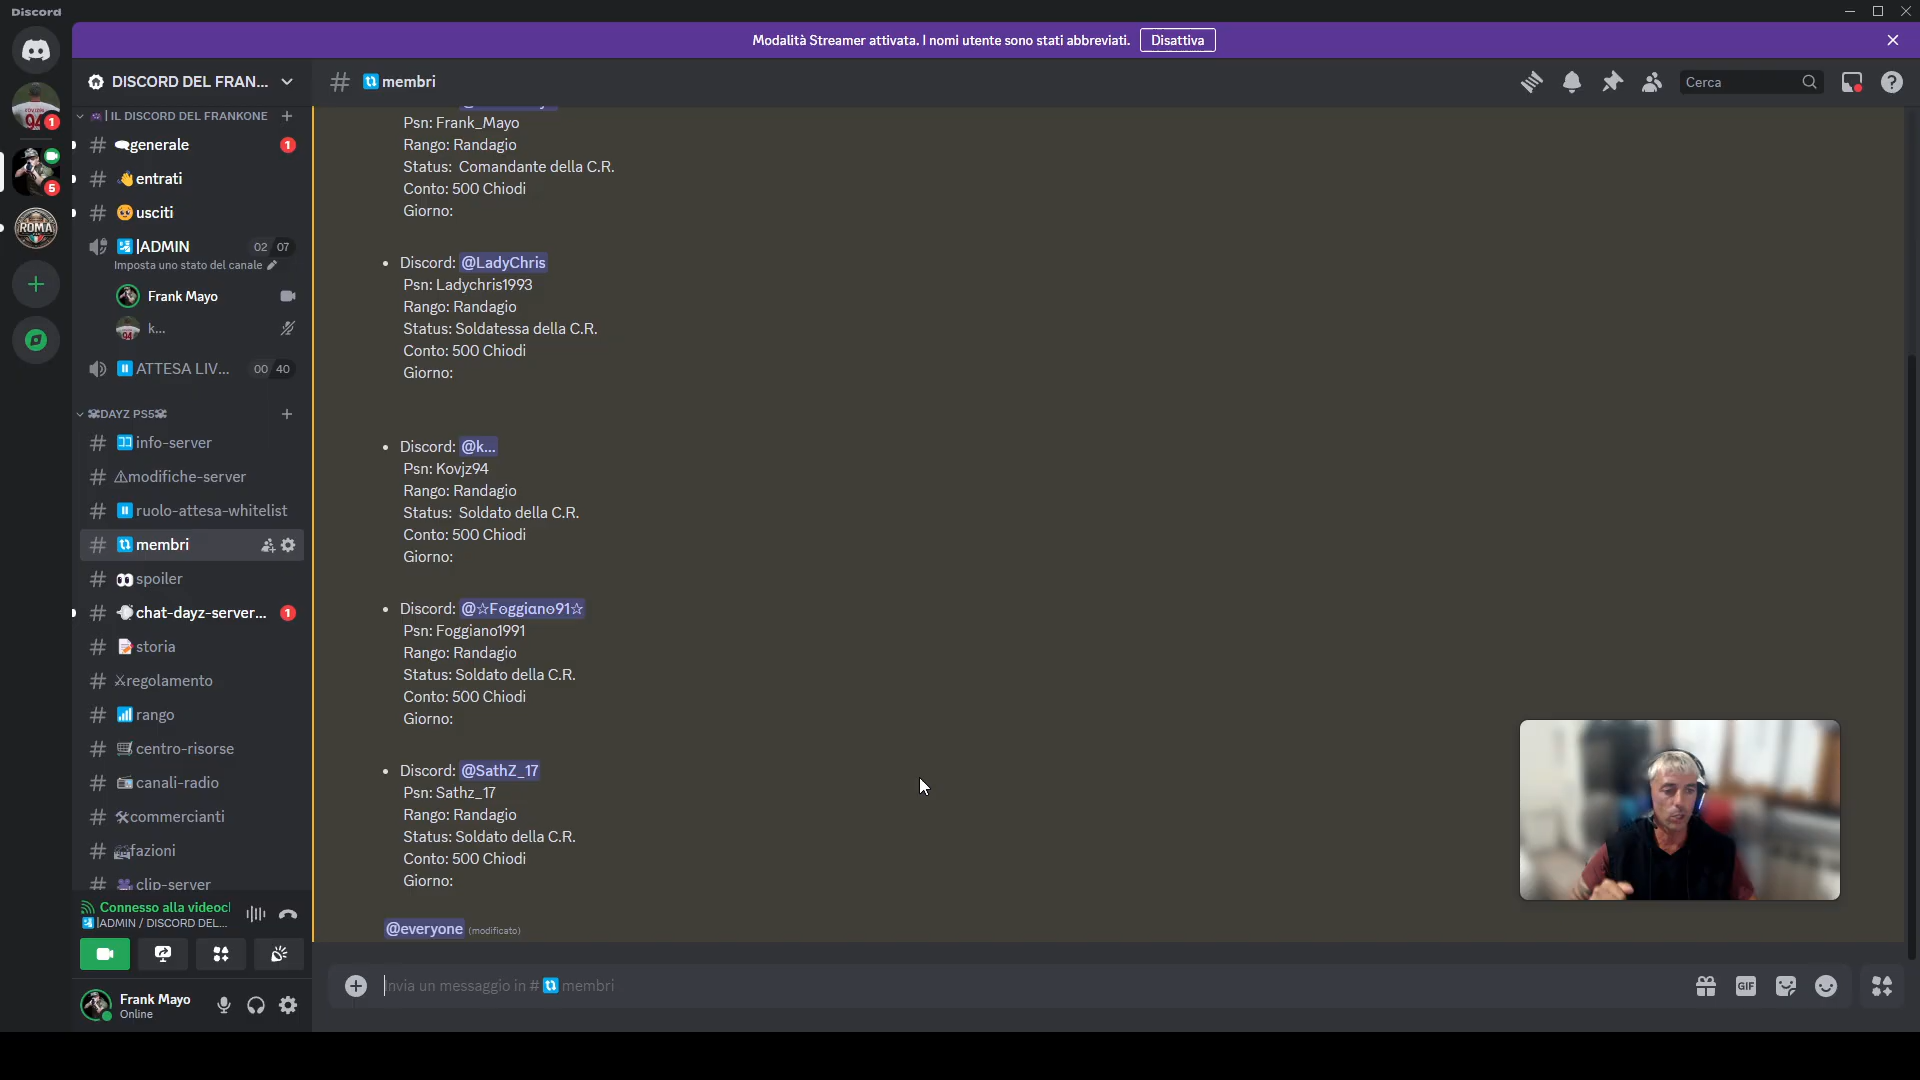 Discord
Modalità Streamer attivata. I nomi utente sono stati abbreviati.
Disattiva
DISCORD DEL FRAN...
membri
Cerca
| IL DISCORD DEL FRANKONE
generale
1
entrati
usciti
|ADMIN
02 07
Imposta uno stato del canale
Frank Mayo
k...
ATTESA LIV...
00 40
DAYZ PS5
info-server
modifiche-server
ruolo-attesa-whitelist
membri
spoiler
chat-dayz-server...
1
storia
regolamento
rango
centro-risorse
canali-radio
commercianti
fazioni
clip-server
1
5
ROMA
Connesso alla videoc
|ADMIN / DISCORD DEL...
Frank Mayo
Online
Psn: Frank_Mayo
Rango: Randagio
Status: Comandante della C.R.
Conto: 500 Chiodi
Giorno:
• Discord: @LadyChris
Psn: Ladychris1993
Rango: Randagio
Status: Soldatessa della C.R.
Conto: 500 Chiodi
Giorno:
• Discord: @k...
Psn: Kovjz94
Rango: Randagio
Status: Soldato della C.R.
Conto: 500 Chiodi
Giorno:
• Discord: @☆Foggiano91☆
Psn: Foggiano1991
Rango: Randagio
Status: Soldato della C.R.
Conto: 500 Chiodi
Giorno:
• Discord: @SathZ_17
Psn: Sathz_17
Rango: Randagio
Status: Soldato della C.R.
Conto: 500 Chiodi
Giorno:
@everyone (modificato)
Invia un messaggio in # membri
GIF